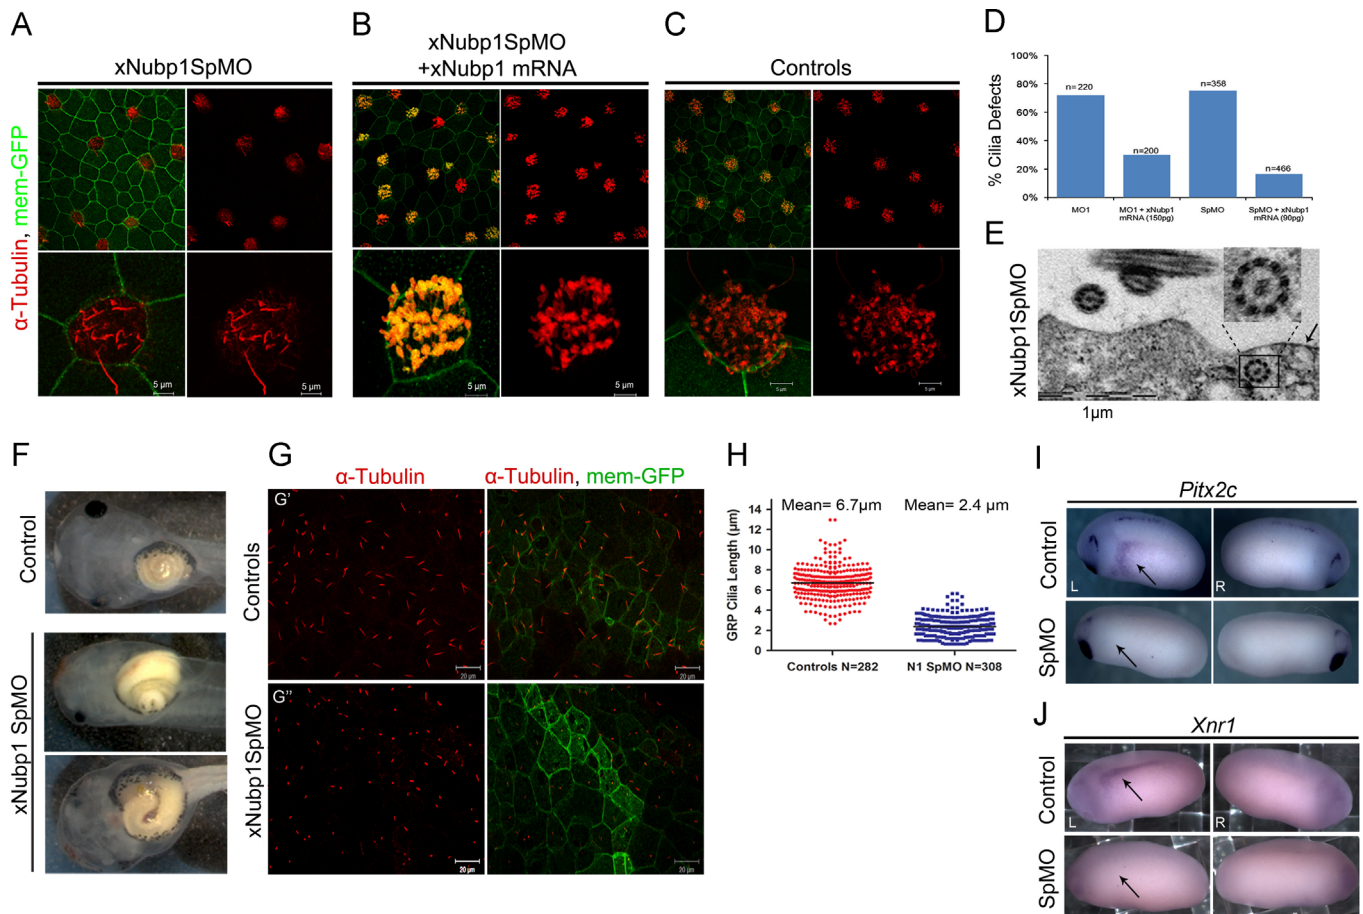 A
xNubp1SpMO
α-Tubulin, mem-GFP
5 µm
5 µm
B
xNubp1SpMO
+xNubp1 mRNA
5 µm
5 µm
C
Controls
5 µm
5 µm
D
% Cilia Defects
100%
80%
60%
40%
20%
0%
n=220
n=200
n=358
n=466
MO1
MO1 + xNubp1
mRNA (150pg)
SpMO
SpMO + xNubp1
mRNA (90pg)
E
xNubp1SpMO
1µm
F
Control
xNubp1 SpMO
G
α-Tubulin
α-Tubulin, mem-GFP
Controls
G'
20 µm
20 µm
xNubp1SpMO
G''
20 µm
20 µm
H
Mean= 6.7µm
Mean= 2.4 µm
GRP Cilia Length (µm)
14
12
10
8
6
4
2
0
Controls N=282
N1 SpMO N=308
I
Pitx2c
Control
L
R
SpMO
J
Xnr1
Control
L
R
SpMO